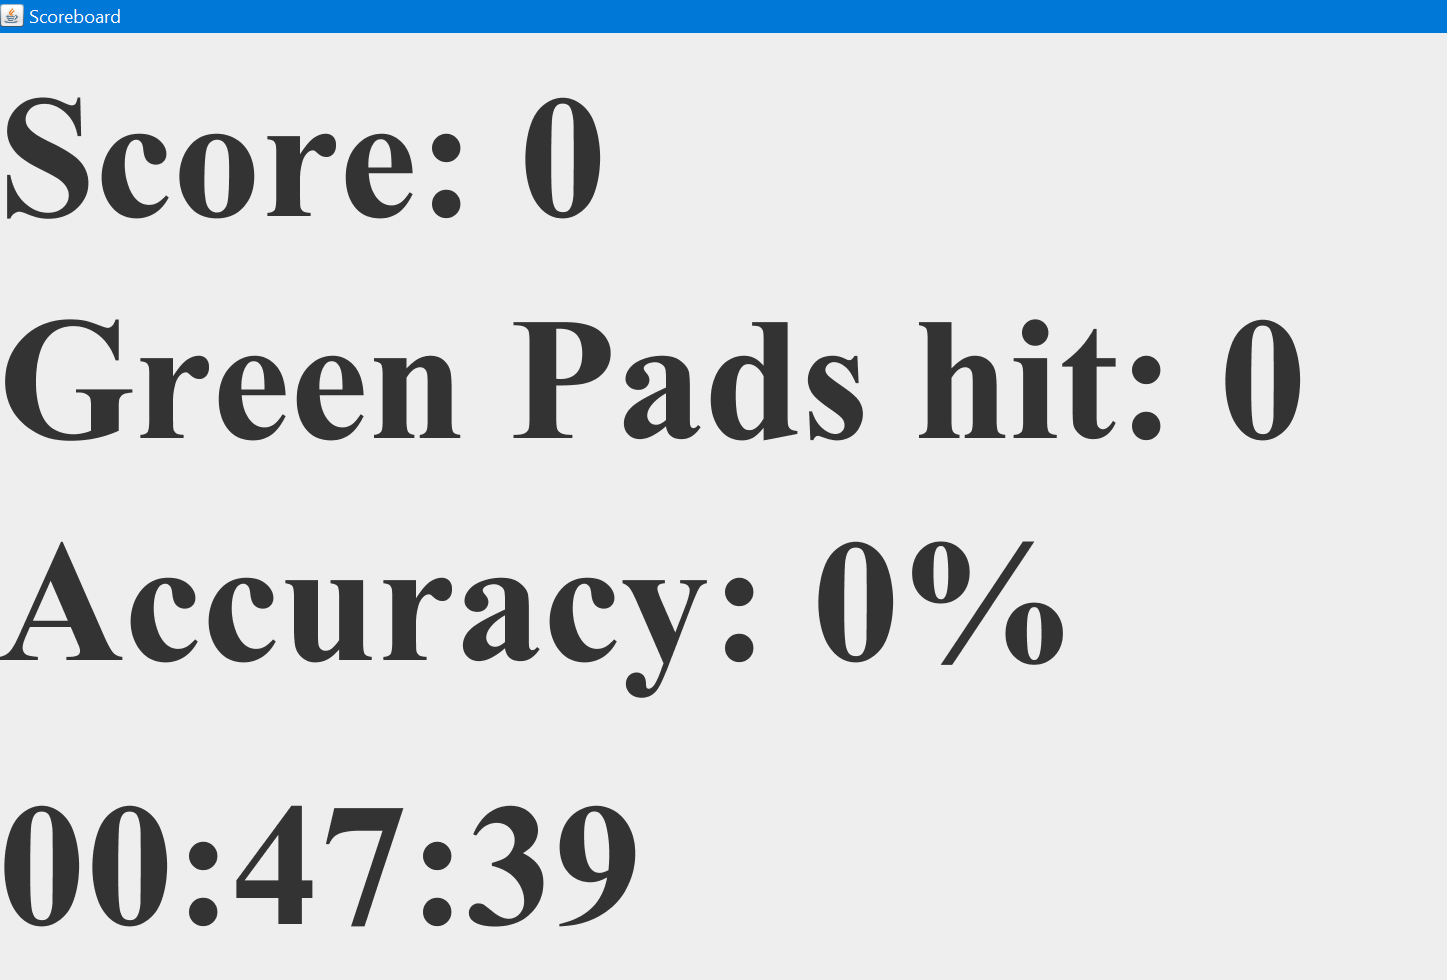 Scoreboard
Score: 0
Green Pads hit: 0
Accuracy: 0%
00:47:39